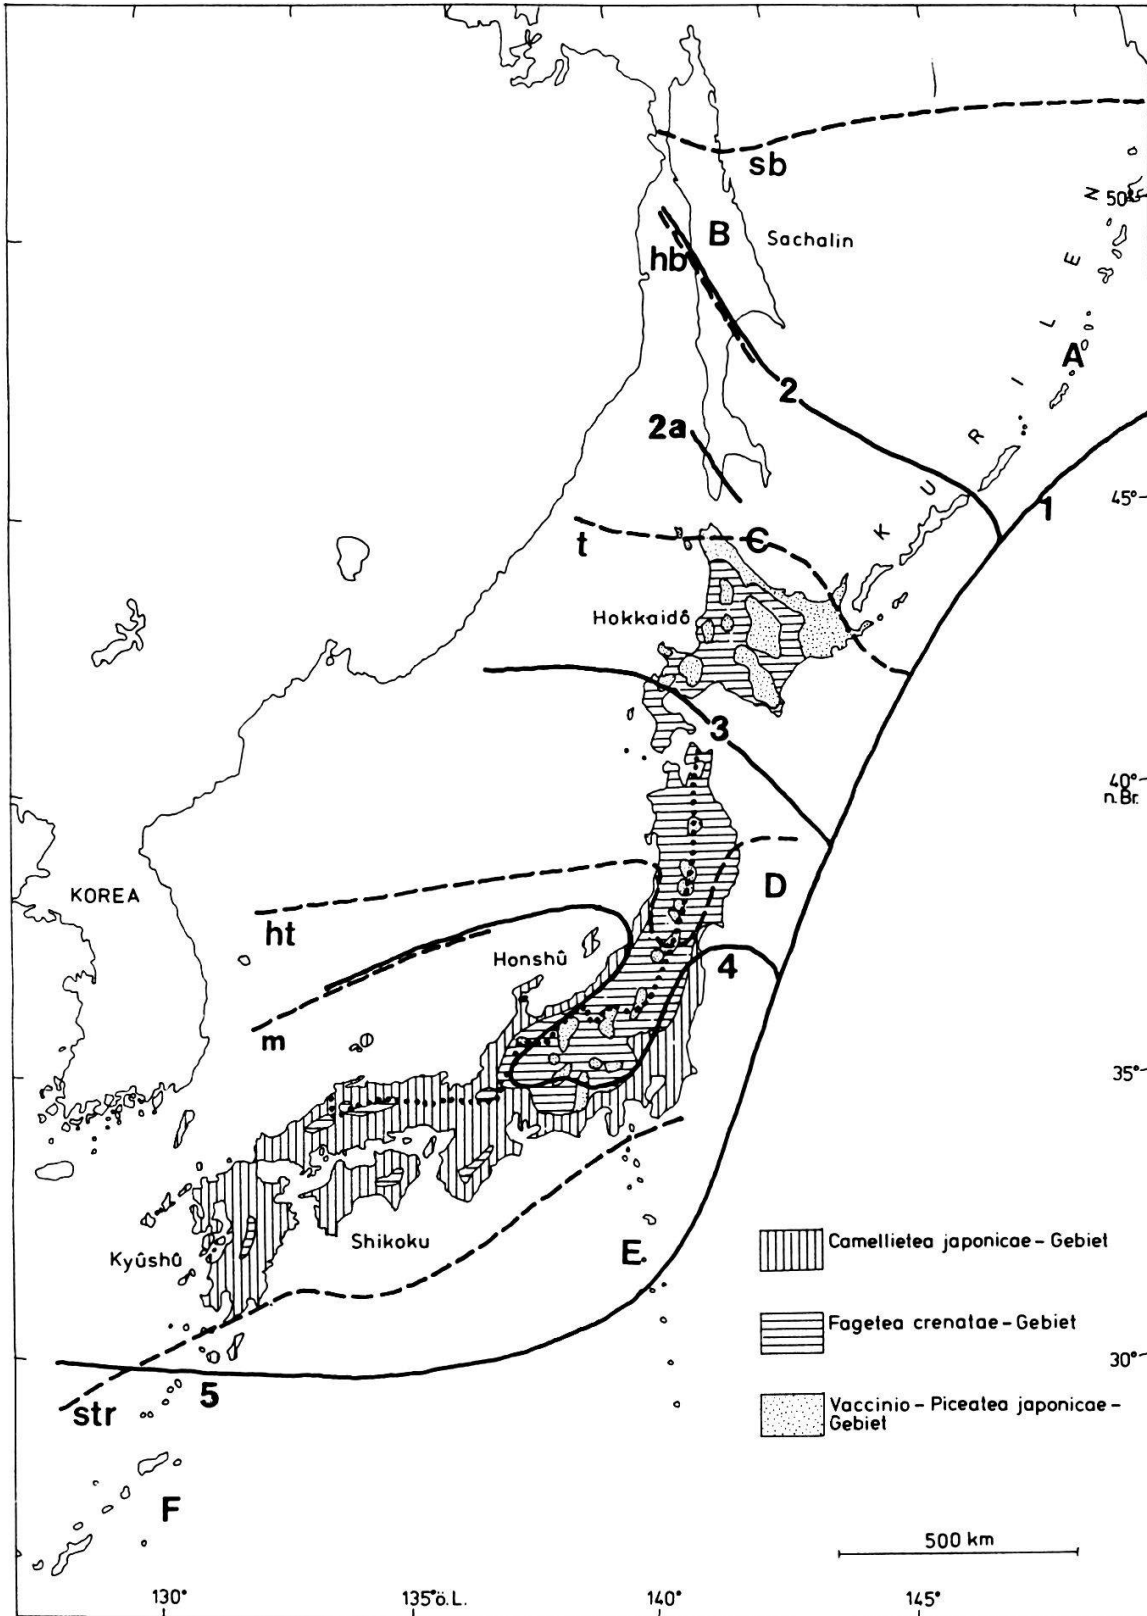 sb
50°
N
B
Sachalin
hb
E
L
A
I
2
R
2a
U
45°
1
K
t
C
Hokkaidô
3
40°
n.Br.
KOREA
D
ht
Honshû
4
m
35°
Shikoku
E
Kyûshû
Camellietea japonicae-Gebiet
Fagetea crenatae-Gebiet
30°
5
str
Vaccinio-Piceatea japonicae-
Gebiet
F
500 km
130°
135°ö.L.
140°
145°